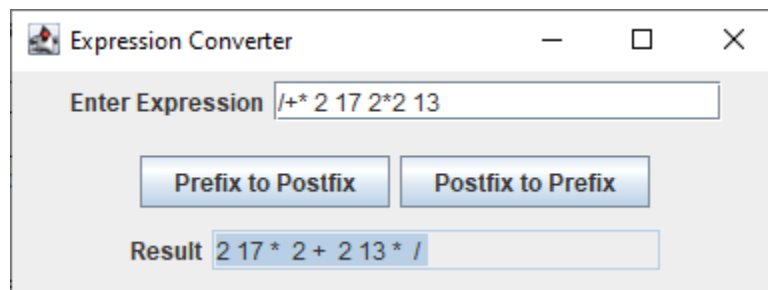 Expression Converter
Enter Expression /+* 2 17 2*2 13
Prefix to Postfix Postfix to Prefix
Result 2 17 *  2 +  2 13 *  /